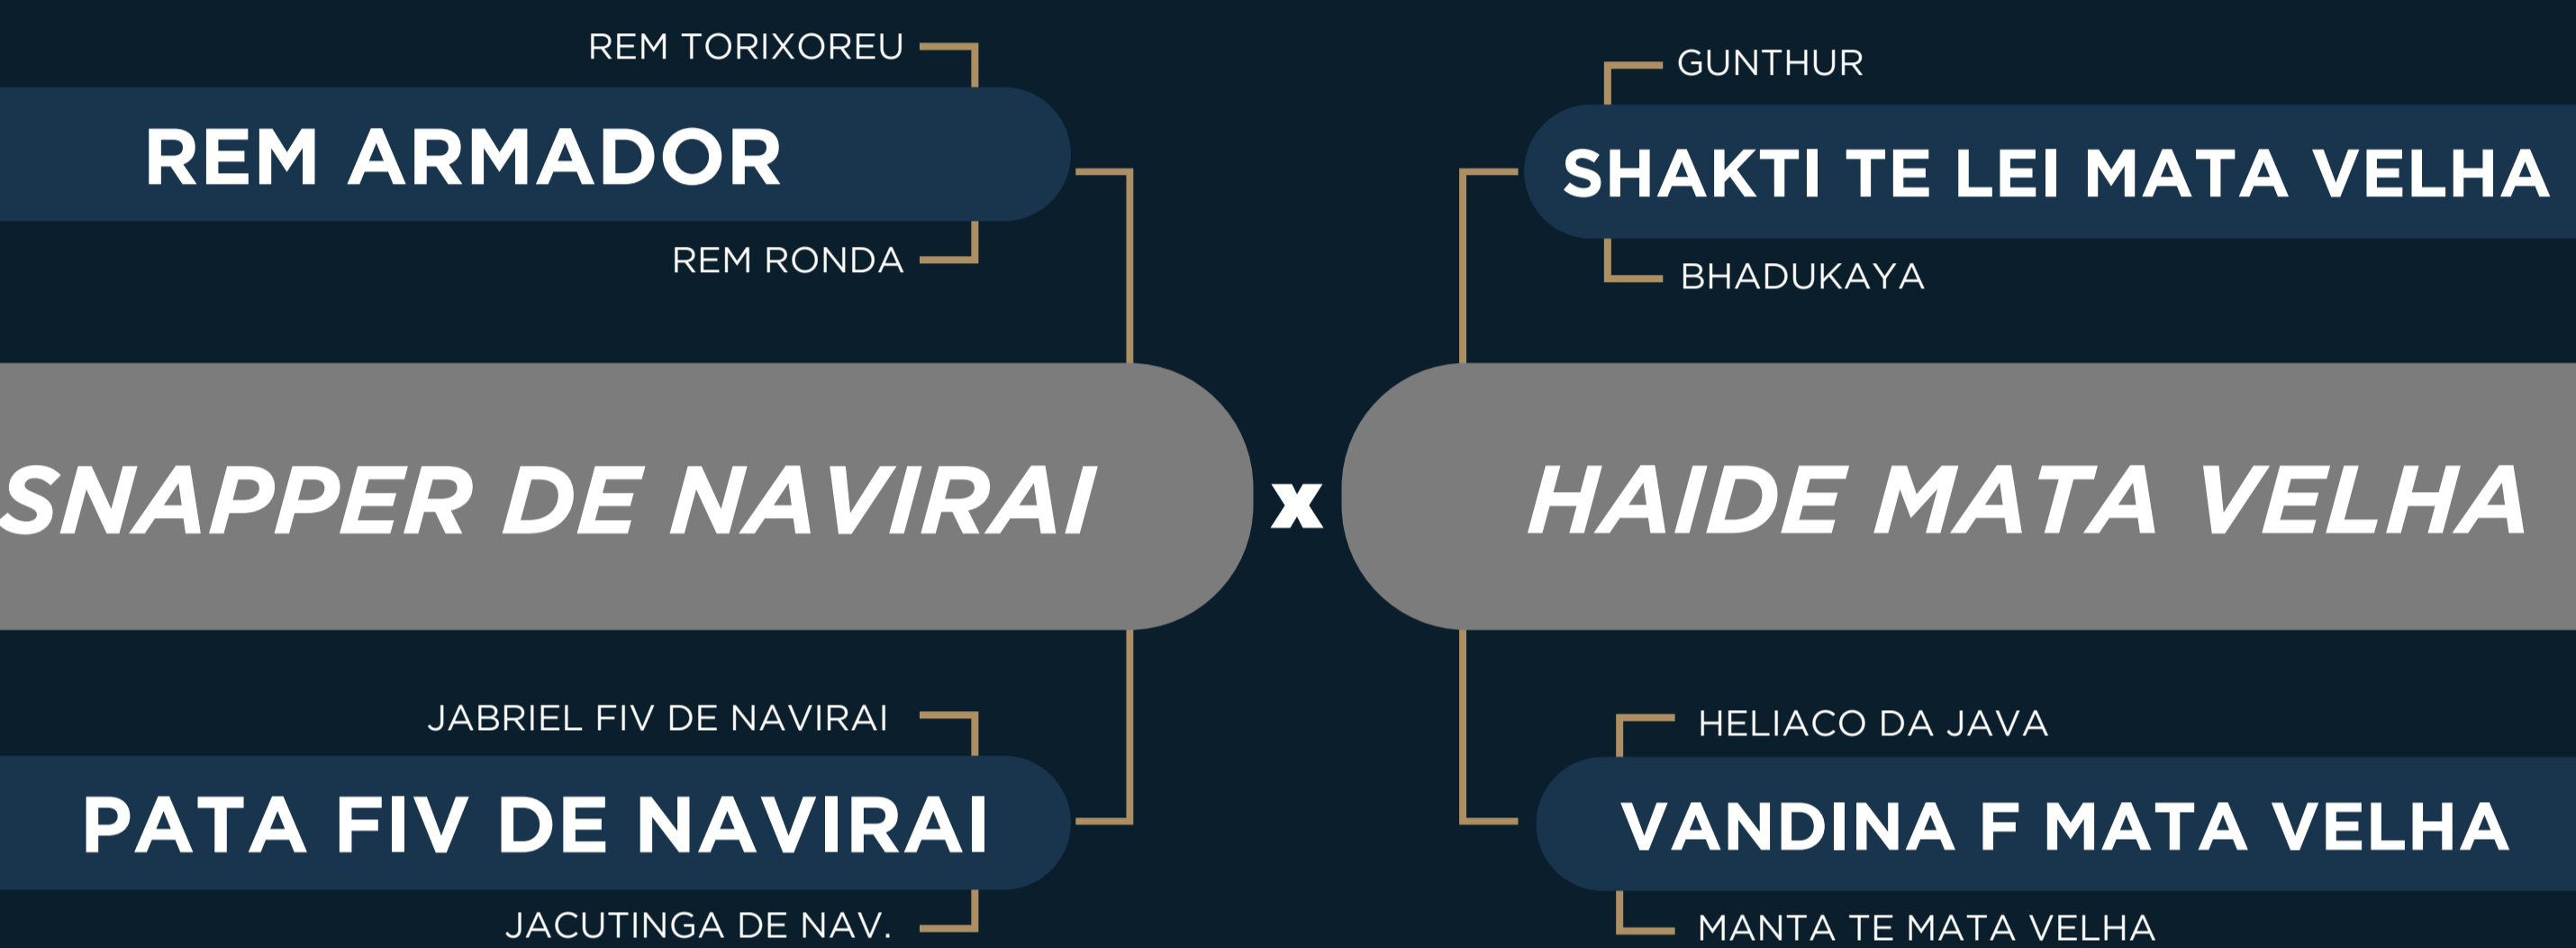 REM TORIXOREU
REM ARMADOR
REM RONDA
SNAPPER DE NAVIRAI
JABRIEL FIV DE NAVIRAI
PATA FIV DE NAVIRAI
JACUTINGA DE NAV.
x
GUNTHUR
SHAKTI TE LEI MATA VELHA
BHADUKAYA
HAIDE MATA VELHA
HELIACO DA JAVA
VANDINA F MATA VELHA
MANTA TE MATA VELHA